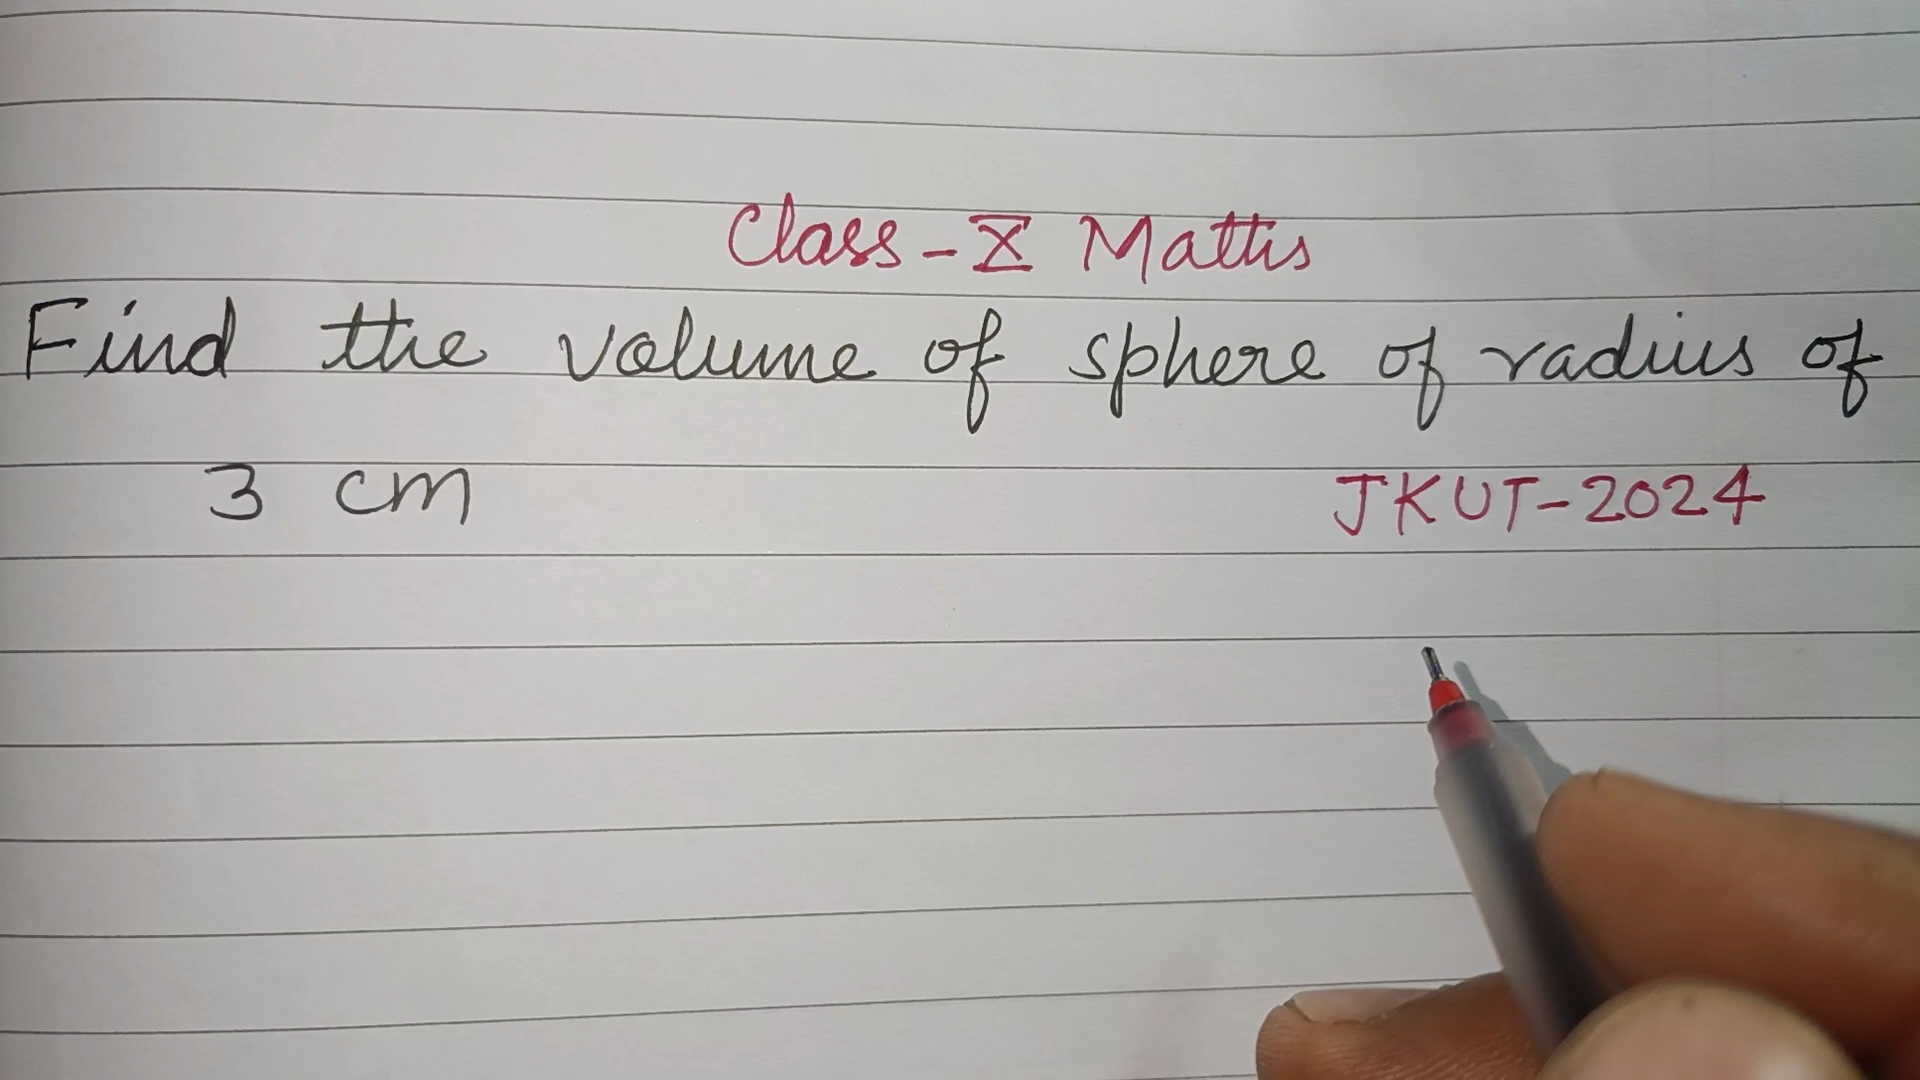 Class-X Maths
Find the volume of sphere of radius of
3 cm JKUT-2024